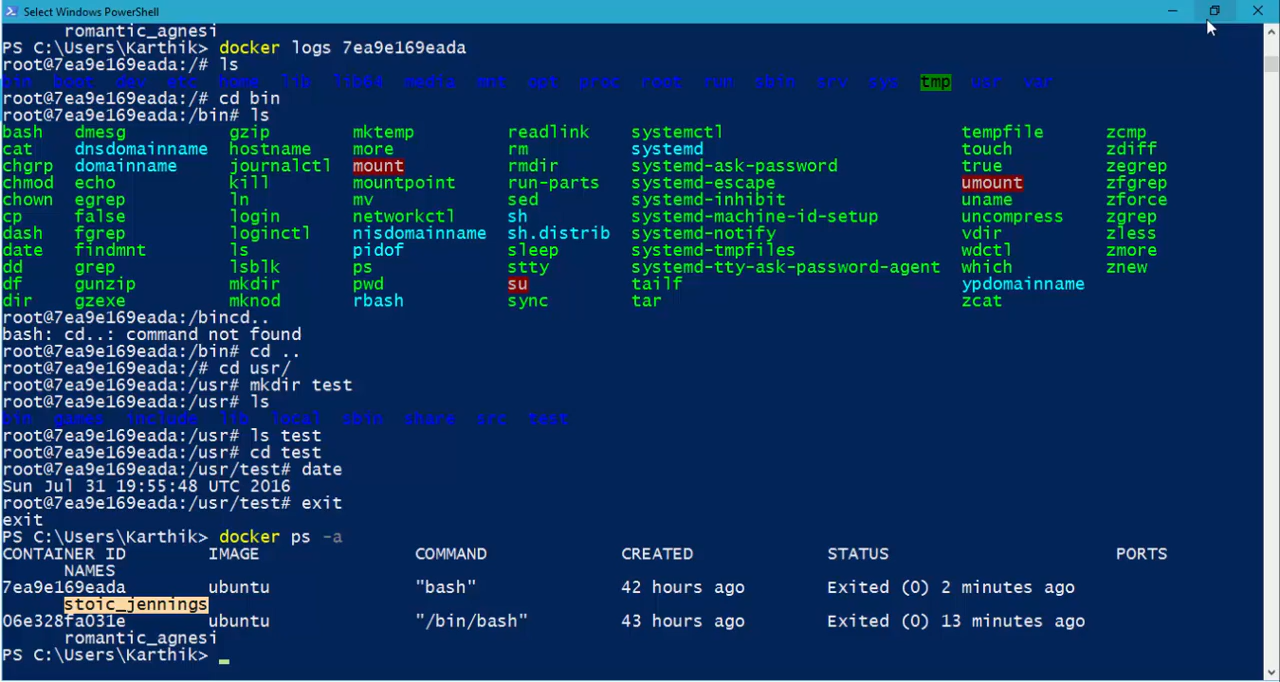 Select Windows PowerShell
romantic_agnesi
PS C:\Users\Karthik> docker logs 7ea9e169eada
root@7ea9e169eada:/# ls
bin boot dev etc home lib lib64 media mnt opt proc root run sbin srv sys tmp usr var
root@7ea9e169eada:/# cd bin
root@7ea9e169eada:/bin# ls
bash dmesg gzip mktemp readlink systemctl tempfile zcmp
cat dnsdomainname hostname more rm systemd touch zdiff
chgrp domainname journalctl mount rmdir systemd-ask-password true zegrep
chmod echo kill mountpoint run-parts systemd-escape umount zfgrep
chown egrep ln mv sed systemd-inhibit uname zforce
cp false login networkctl sh systemd-machine-id-setup uncompress zgrep
dash fgrep loginctl nisdomainname sh.distrib systemd-notify vdir zless
date findmnt ls pidof sleep systemd-tmpfiles wdctl zmore
dd grep lsblk ps stty systemd-tty-ask-password-agent which znew
df gunzip mkdir pwd su tailf ypdomainname
dir gzexe mknod rbash sync tar zcat
root@7ea9e169eada:/bincd..
bash: cd..: command not found
root@7ea9e169eada:/bin# cd ..
root@7ea9e169eada:/# cd usr/
root@7ea9e169eada:/usr# mkdir test
root@7ea9e169eada:/usr# ls
bin games include lib local sbin share src test
root@7ea9e169eada:/usr# ls test
root@7ea9e169eada:/usr# cd test
root@7ea9e169eada:/usr/test# date
Sun Jul 31 19:55:48 UTC 2016
root@7ea9e169eada:/usr/test# exit
exit
PS C:\Users\Karthik> docker ps -a
CONTAINER ID IMAGE COMMAND CREATED STATUS PORTS
NAMES
7ea9e169eada ubuntu "bash" 42 hours ago Exited (0) 2 minutes ago
stoic_jennings
06e328fa031e ubuntu "/bin/bash" 43 hours ago Exited (0) 13 minutes ago
romantic_agnesi
PS C:\Users\Karthik>